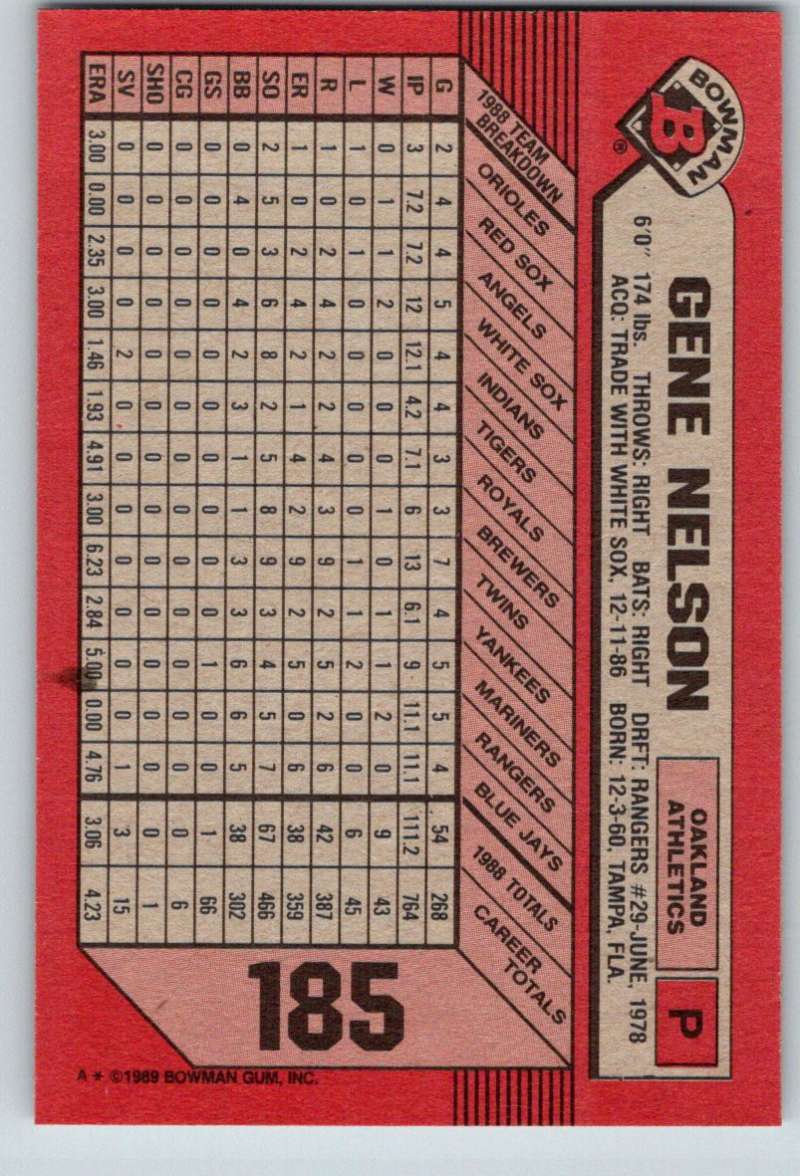 BOWMAN
B
®
GENE NELSON
OAKLAND
ATHLETICS
P
6'0" 174 lbs. THROWS: RIGHT BATS: RIGHT DRFT: RANGERS #29-JUNE, 1978
ACQ: TRADE WITH WHITE SOX, 12-11-86 BORN: 12-3-60, TAMPA, FLA.
1988 TEAM
BREAKDOWN
ORIOLES
RED SOX
ANGELS
WHITE SOX
INDIANS
TIGERS
ROYALS
BREWERS
TWINS
YANKEES
MARINERS
RANGERS
BLUE JAYS
1988 TOTALS
CAREER
TOTALS
G 2 4 4 5 4 4 3 3 7 4 5 5 4 54 268
IP 3 7.2 7.2 12 12.1 4.2 7.1 6 13 6.1 9 11.1 11.1 111.2 764
W 0 1 1 2 0 0 0 1 0 1 1 2 0 9 43
L 1 0 1 0 0 0 0 0 1 1 2 0 0 6 45
R 1 0 2 4 2 2 4 3 9 2 5 2 6 42 387
ER 1 0 2 4 2 1 4 2 9 2 5 0 6 38 359
SO 2 5 3 6 8 2 5 8 9 3 4 5 7 67 466
BB 0 4 0 4 2 3 1 1 3 3 6 6 5 38 302
GS 0 0 0 0 0 0 0 0 0 0 1 0 0 1 66
CG 0 0 0 0 0 0 0 0 0 0 0 0 0 0 6
SHO 0 0 0 0 0 0 0 0 0 0 0 0 0 0 1
SV 0 0 0 0 2 0 0 0 0 0 0 0 1 3 15
ERA 3.00 0.00 2.35 3.00 1.46 1.93 4.91 3.00 6.23 2.84 5.00 0.00 4.76 3.06 4.23
185
A * ©1989 BOWMAN GUM, INC.